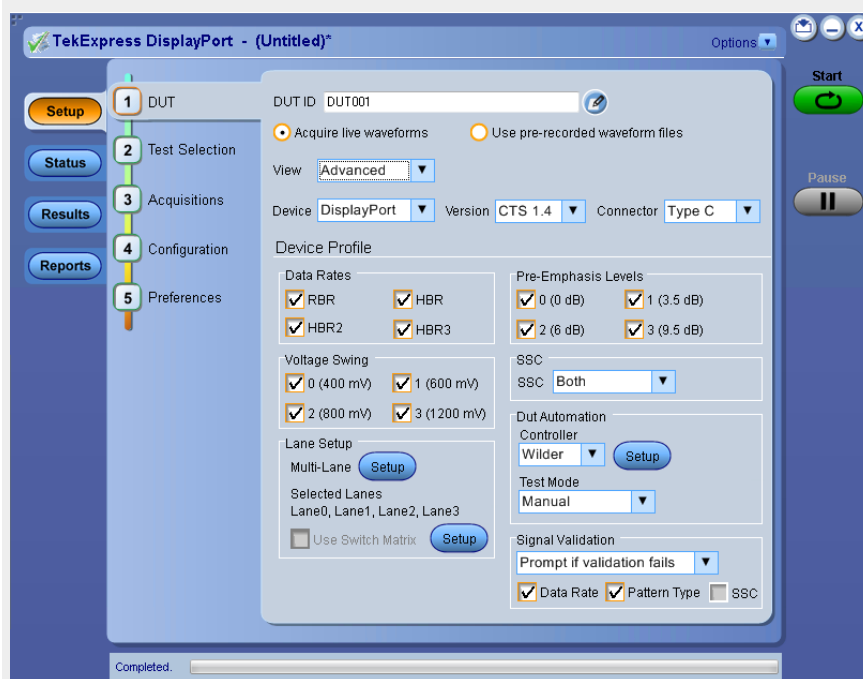 TekExpress DisplayPort - (Untitled)*
Options
Start
Pause
Setup
Status
Results
Reports
1 DUT
2 Test Selection
3 Acquisitions
4 Configuration
5 Preferences
DUT ID DUT001
Acquire live waveforms Use pre-recorded waveform files
View Advanced
Device DisplayPort Version CTS 1.4 Connector Type C
Device Profile
Data Rates
RBR HBR
HBR2 HBR3
Voltage Swing
0 (400 mV) 1 (600 mV)
2 (800 mV) 3 (1200 mV)
Lane Setup
Multi-Lane Setup
Selected Lanes
Lane0, Lane1, Lane2, Lane3
Use Switch Matrix Setup
Pre-Emphasis Levels
0 (0 dB) 1 (3.5 dB)
2 (6 dB) 3 (9.5 dB)
SSC
SSC Both
Dut Automation
Controller
Wilder Setup
Test Mode
Manual
Signal Validation
Prompt if validation fails
Data Rate Pattern Type SSC
Completed.